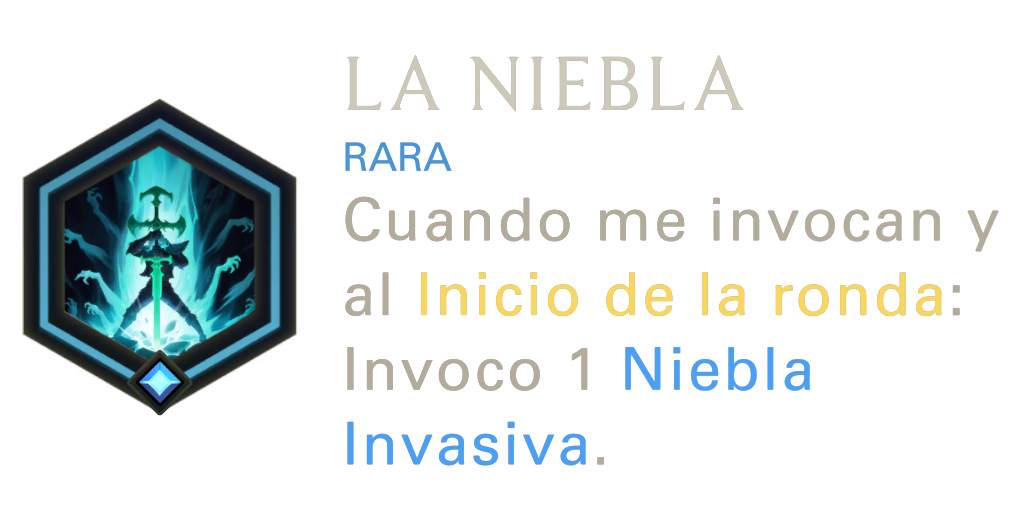 LA NIEBLA
RARA
Cuando me invocan y
al Inicio de la ronda:
Invoco 1 Niebla
Invasiva.